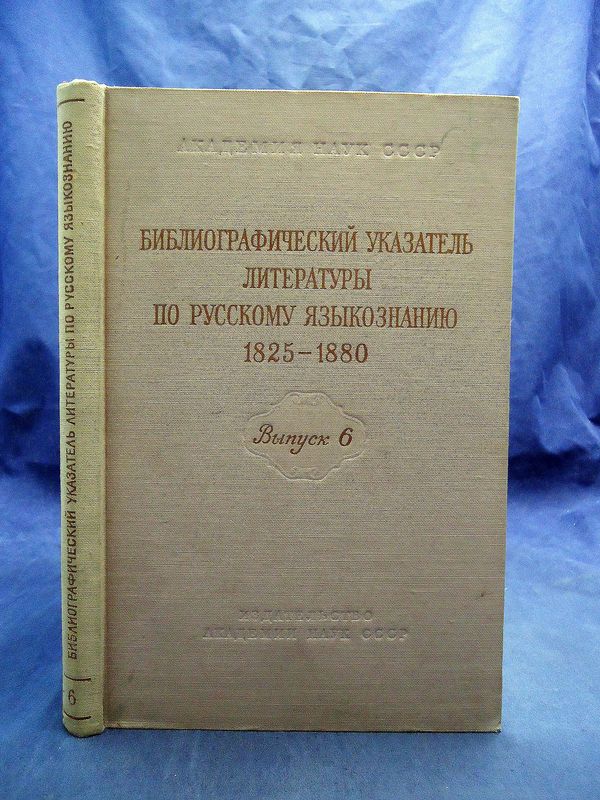 АКАДЕМИЯ НАУК СССР
БИБЛИОГРАФИЧЕСКИЙ УКАЗАТЕЛЬ
ЛИТЕРАТУРЫ
ПО РУССКОМУ ЯЗЫКОЗНАНИЮ
1825–1880
Выпуск 6
ИЗДАТЕЛЬСТВО
АКАДЕМИИ НАУК СССР
БИБЛИОГРАФИЧЕСКИЙ УКАЗАТЕЛЬ ЛИТЕРАТУРЫ ПО РУССКОМУ ЯЗЫКОЗНАНИЮ
6